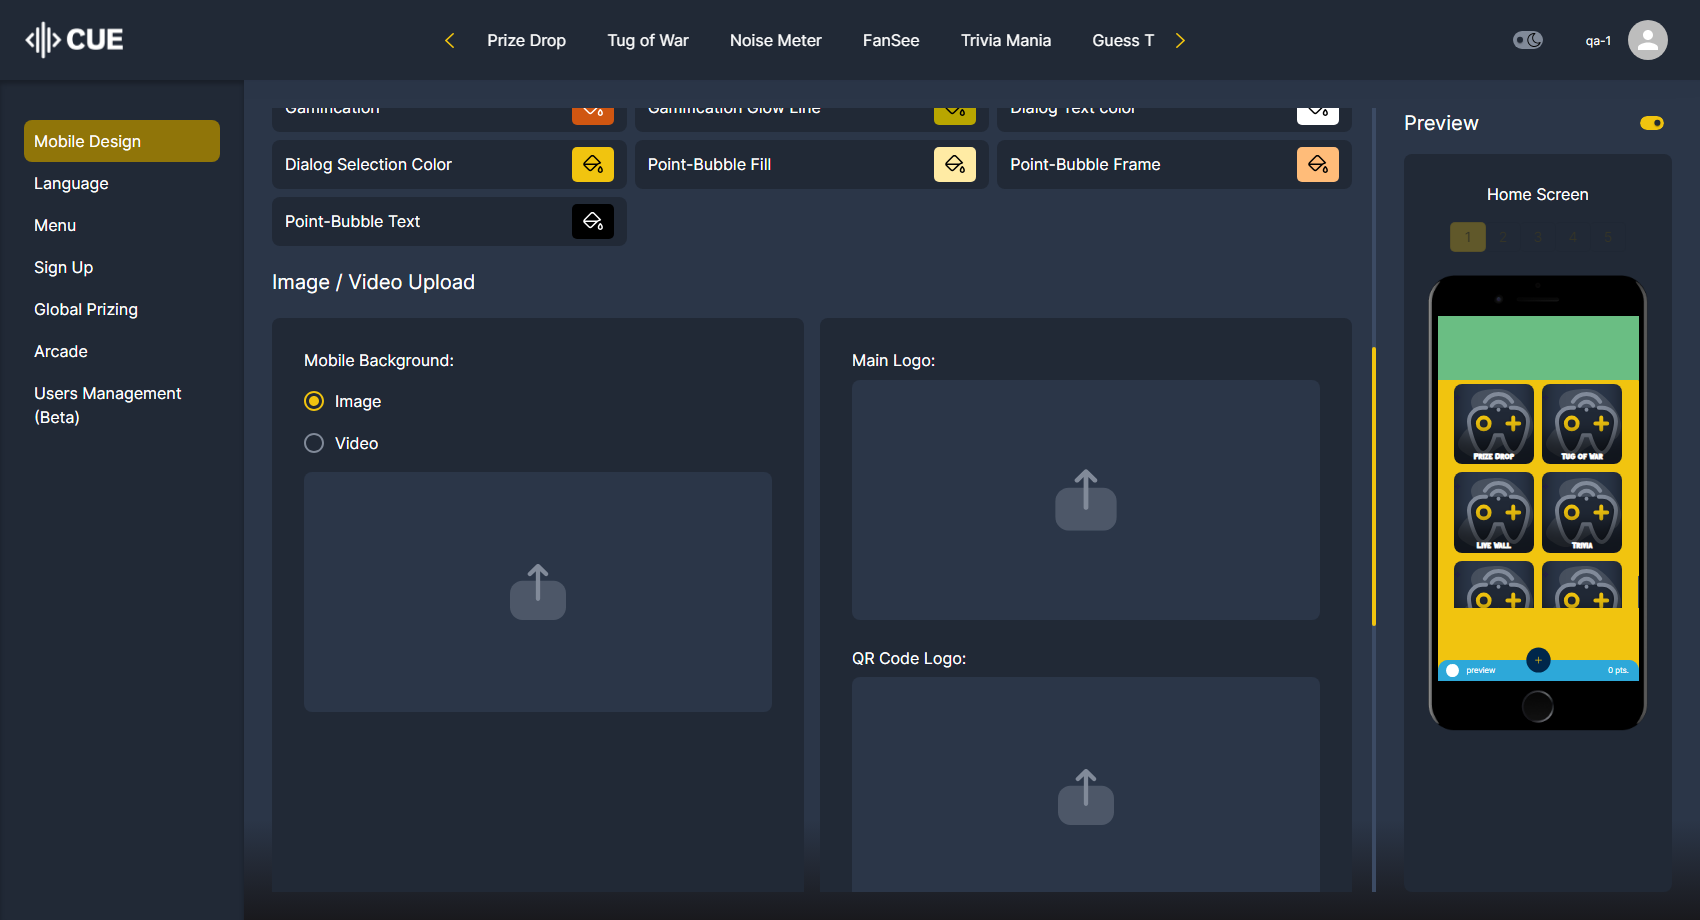 CUE
Prize Drop
Tug of War
Noise Meter
FanSee
Trivia Mania
Guess T
qa-1
Mobile Design
Language
Menu
Sign Up
Global Prizing
Arcade
Users Management
(Beta)
Gamification
Gamification Glow Line
Dialog Text color
Dialog Selection Color
Point-Bubble Fill
Point-Bubble Frame
Point-Bubble Text
Image / Video Upload
Mobile Background:
Image
Video
Main Logo:
QR Code Logo:
Preview
Home Screen
1 2 3 4 5
Prize Drop
Tug of War
Live Wall
Trivia
+
preview
0 pts.